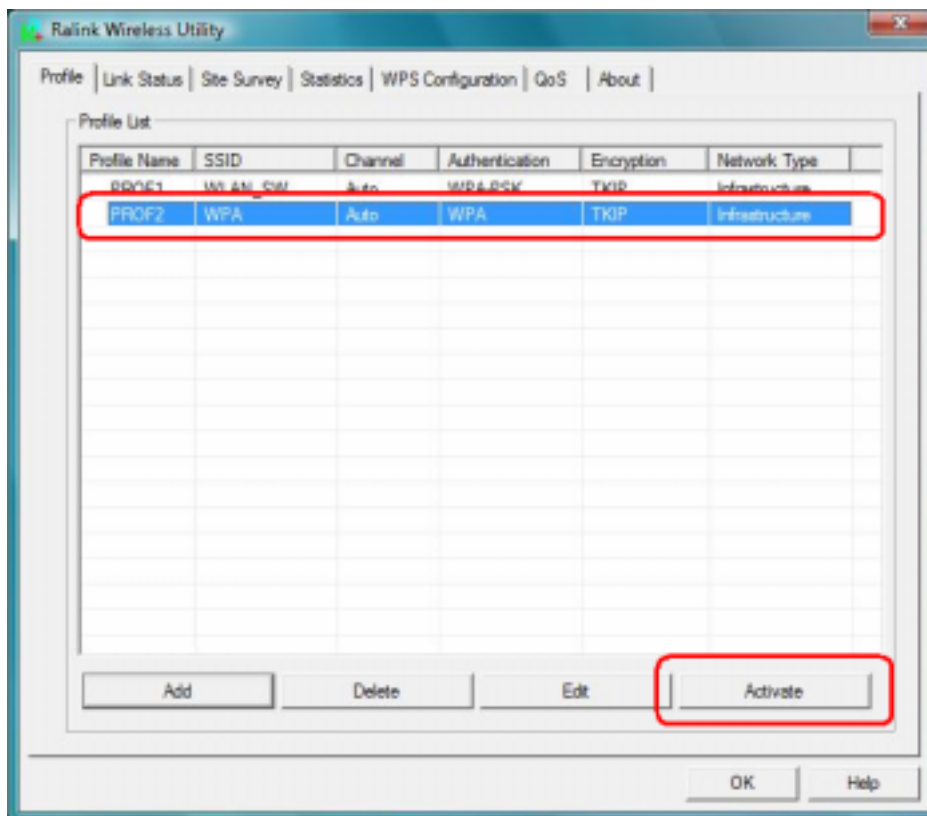 Ralink Wireless Utility
Profile Link Status Site Survey Statistics WPS Configuration QoS About
Profile List
Profile Name SSID Channel Authentication Encryption Network Type
PROF1 WLAN_SW Auto WPA-PSK TKIP Infrastructure
PROF2 WPA Auto WPA TKIP Infrastructure
Add Delete Edit Activate
OK Help